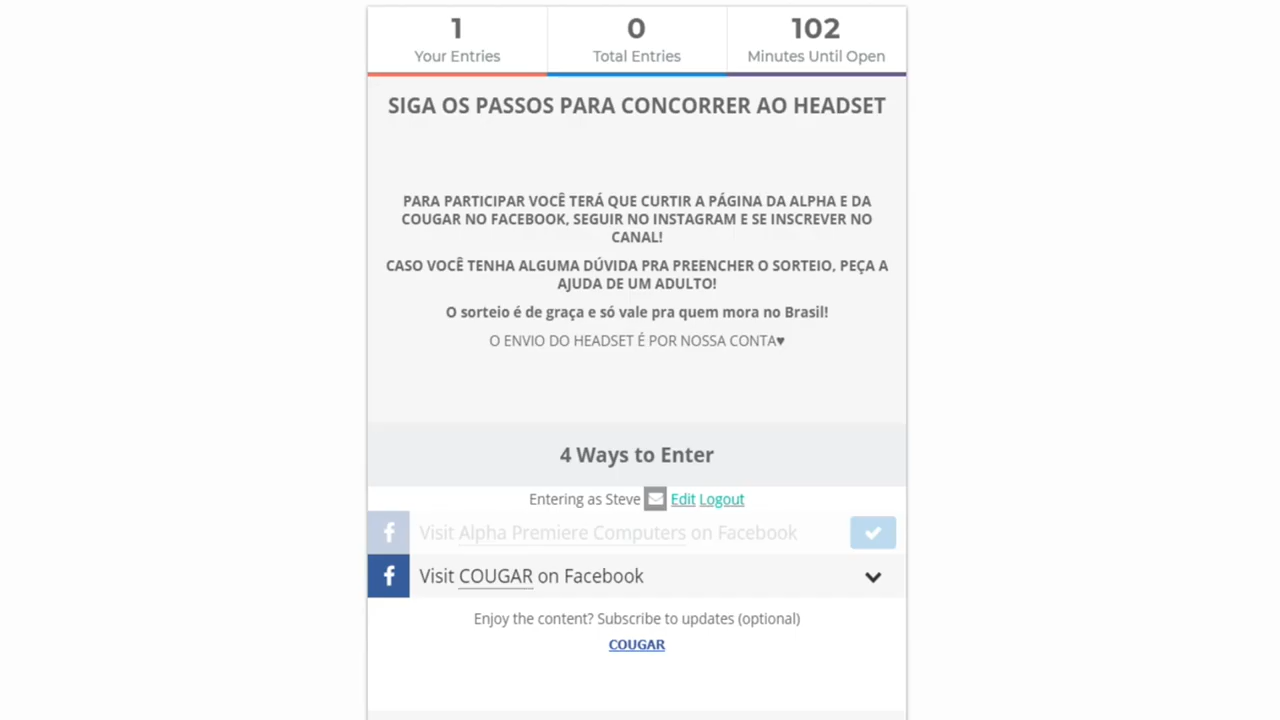 1
Your Entries
0
Total Entries
102
Minutes Until Open
SIGA OS PASSOS PARA CONCORRER AO HEADSET
PARA PARTICIPAR VOCÊ TERÁ QUE CURTIR A PÁGINA DA ALPHA E DA
COUGAR NO FACEBOOK, SEGUIR NO INSTAGRAM E SE INSCREVER NO
CANAL!
CASO VOCÊ TENHA ALGUMA DÚVIDA PRA PREENCHER O SORTEIO, PEÇA A
AJUDA DE UM ADULTO!
O sorteio é de graça e só vale pra quem mora no Brasil!
O ENVIO DO HEADSET É POR NOSSA CONTA♥
4 Ways to Enter
Entering as Steve Edit Logout
Visit Alpha Premiere Computers on Facebook
Visit COUGAR on Facebook
Enjoy the content? Subscribe to updates (optional)
COUGAR